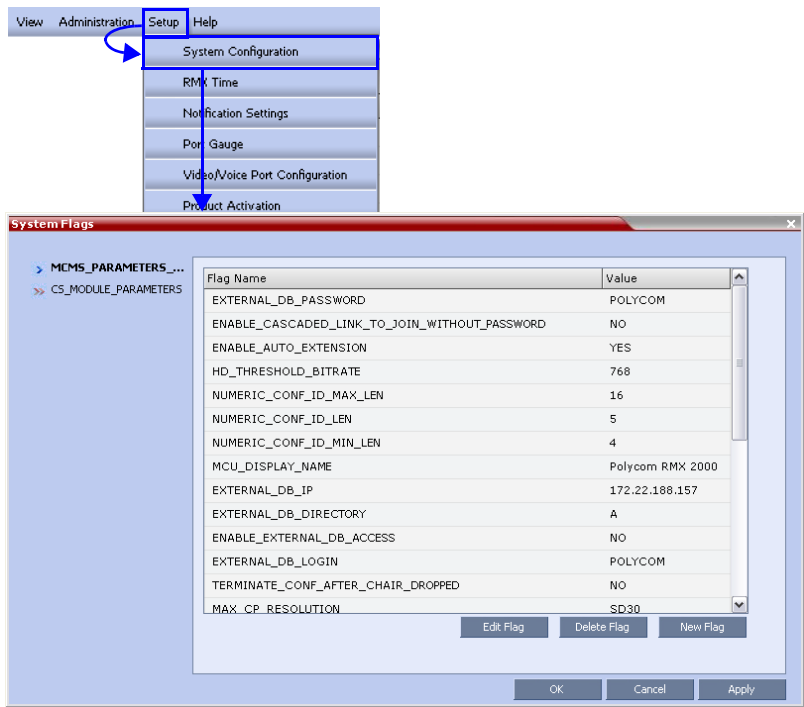 View Administration Setup Help
System Configuration
RMX Time
Notification Settings
Port Gauge
Video/Voice Port Configuration
Product Activation
System Flags
MCMS_PARAMETERS_...
CS_MODULE_PARAMETERS
Flag Name Value
EXTERNAL_DB_PASSWORD POLYCOM
ENABLE_CASCADED_LINK_TO_JOIN_WITHOUT_PASSWORD NO
ENABLE_AUTO_EXTENSION YES
HD_THRESHOLD_BITRATE 768
NUMERIC_CONF_ID_MAX_LEN 16
NUMERIC_CONF_ID_LEN 5
NUMERIC_CONF_ID_MIN_LEN 4
MCU_DISPLAY_NAME Polycom RMX 2000
EXTERNAL_DB_IP 172.22.188.157
EXTERNAL_DB_DIRECTORY A
ENABLE_EXTERNAL_DB_ACCESS NO
EXTERNAL_DB_LOGIN POLYCOM
TERMINATE_CONF_AFTER_CHAIR_DROPPED NO
MAX_CP_RESOLUTION SD30
Edit Flag Delete Flag New Flag
OK Cancel Apply